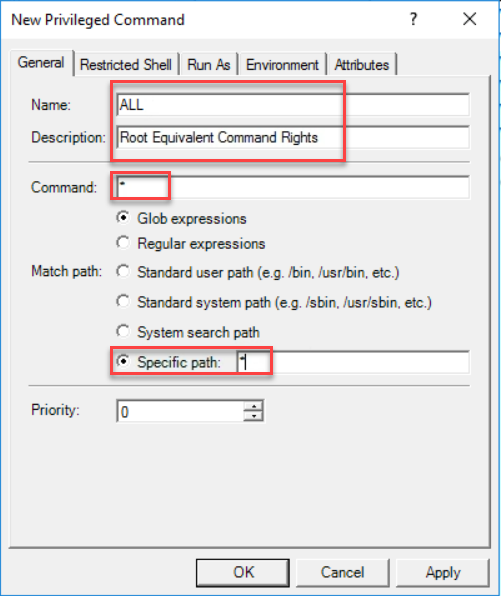 New Privileged Command ?
General Restricted Shell Run As Environment Attributes
Name: ALL
Description: Root Equivalent Command Rights
Command: *
Glob expressions
Regular expressions
Match path: Standard user path (e.g. /bin, /usr/bin, etc.)
Standard system path (e.g. /sbin, /usr/sbin, etc.)
System search path
Specific path: *
Priority: 0
OK Cancel Apply